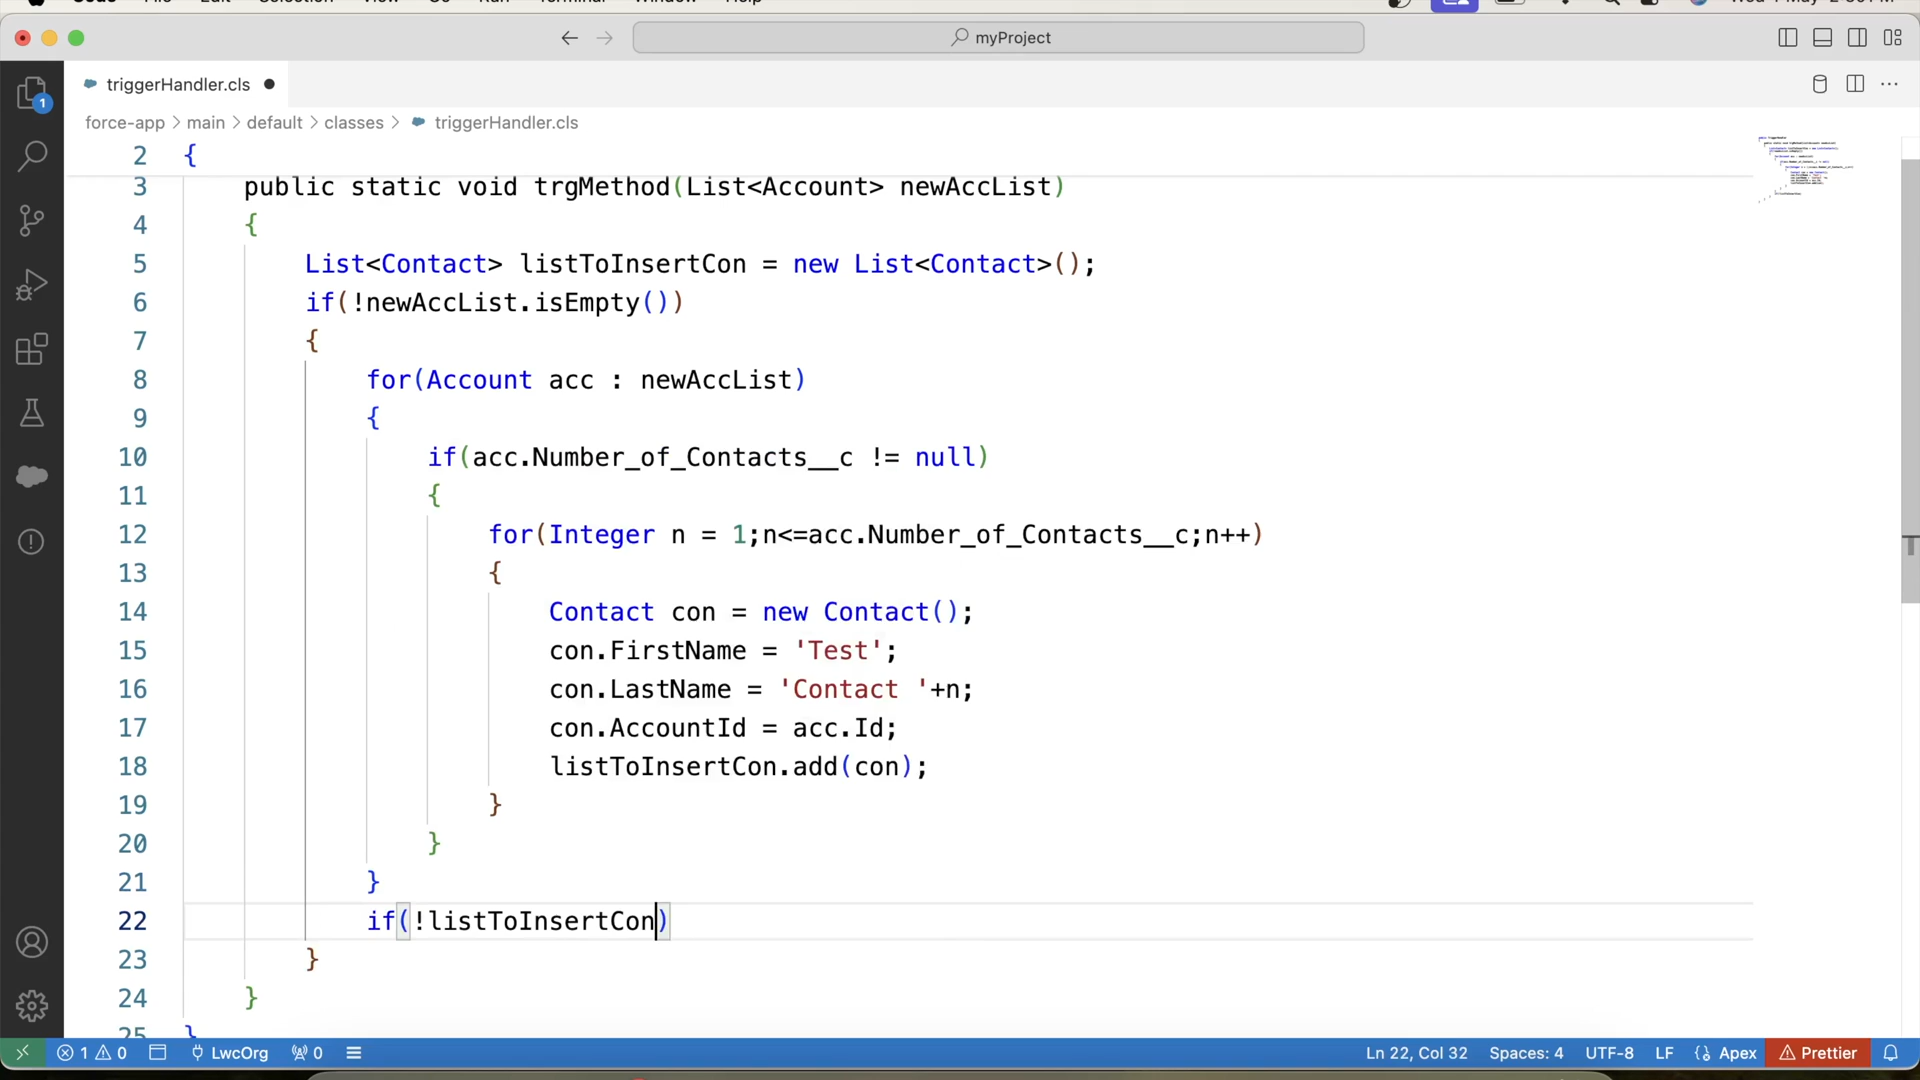 myProject
triggerHandler.cls
force-app > main > default > classes > triggerHandler.cls
2 {
3 public static void trgMethod(List<Account> newAccList)
4 {
5 List<Contact> listToInsertCon = new List<Contact>();
6 if(!newAccList.isEmpty())
7 {
8 for(Account acc : newAccList)
9 {
10 if(acc.Number_of_Contacts__c != null)
11 {
12 for(Integer n = 1;n<=acc.Number_of_Contacts__c;n++)
13 {
14 Contact con = new Contact();
15 con.FirstName = 'Test';
16 con.LastName = 'Contact '+n;
17 con.AccountId = acc.Id;
18 listToInsertCon.add(con);
19 }
20 }
21 }
22 if(!listToInsertCon)
23 }
24 }
25 }
1
1 0 LwcOrg 0 Ln 22, Col 32 Spaces: 4 UTF-8 LF {} Apex Prettier